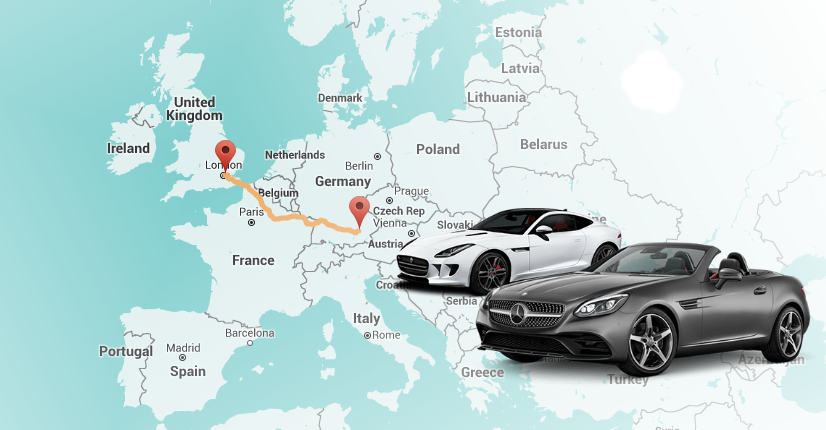 Estonia
Latvia
Lithuania
Denmark
United
Kingdom
Ireland
Belarus
Poland
Netherlands
Berlin
London
Germany
Belgium
Prague
Paris
Czech Rep
Vienna
Slovaki
ne
Austria
France
Croat
Serbia
Italy
Rome
Barcelona
Madrid
Portugal
Spain
Greece
Turkey